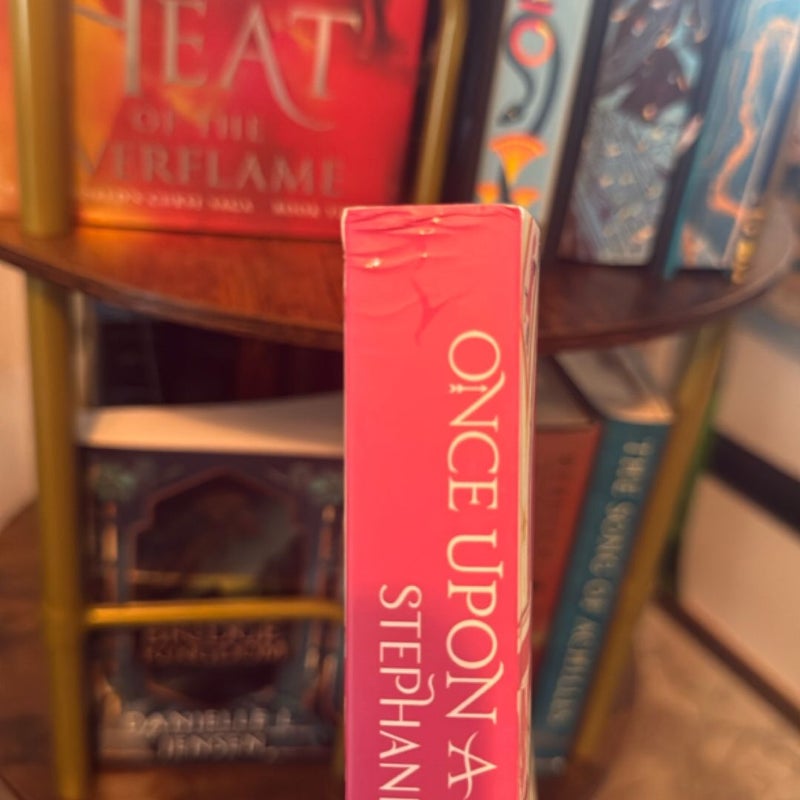 HEAT
OF THE
VERFLAME
ONCE UPON A
STEPHANI
THE SONG OF ACHILLES
DANIELLE L.
JENSEN